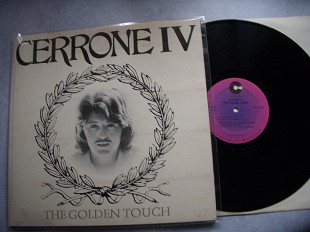 CERRONE IV
THE GOLDEN TOUCH